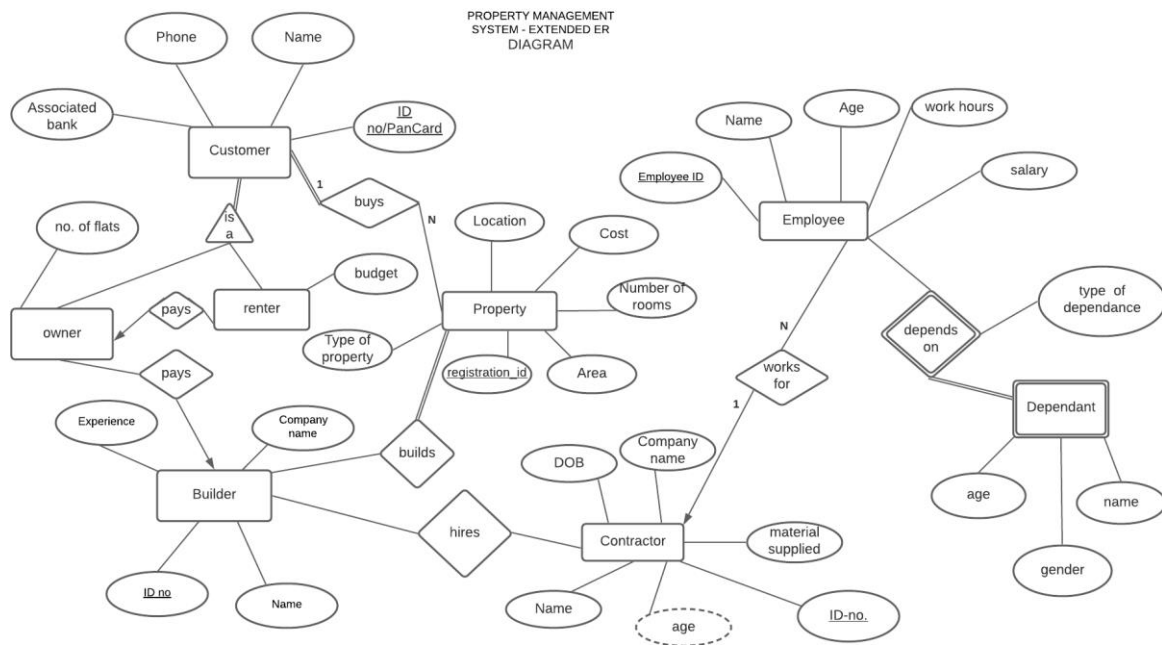 PROPERTY MANAGEMENT
SYSTEM - EXTENDED ER
DIAGRAM
Phone
Name
Associated
bank
ID
no/PanCard
Customer
1
buys
N
is
a
no. of flats
owner
pays
renter
budget
pays
Location
Cost
Number of
rooms
Property
Type of
property
registration_id
Area
Name
Age
work hours
Employee ID
salary
Employee
type of
dependance
depends
on
N
works
for
1
Dependant
age
name
gender
Experience
Company
name
Builder
builds
ID no
Name
hires
DOB
Company
name
Contractor
material
supplied
Name
age
ID-no.